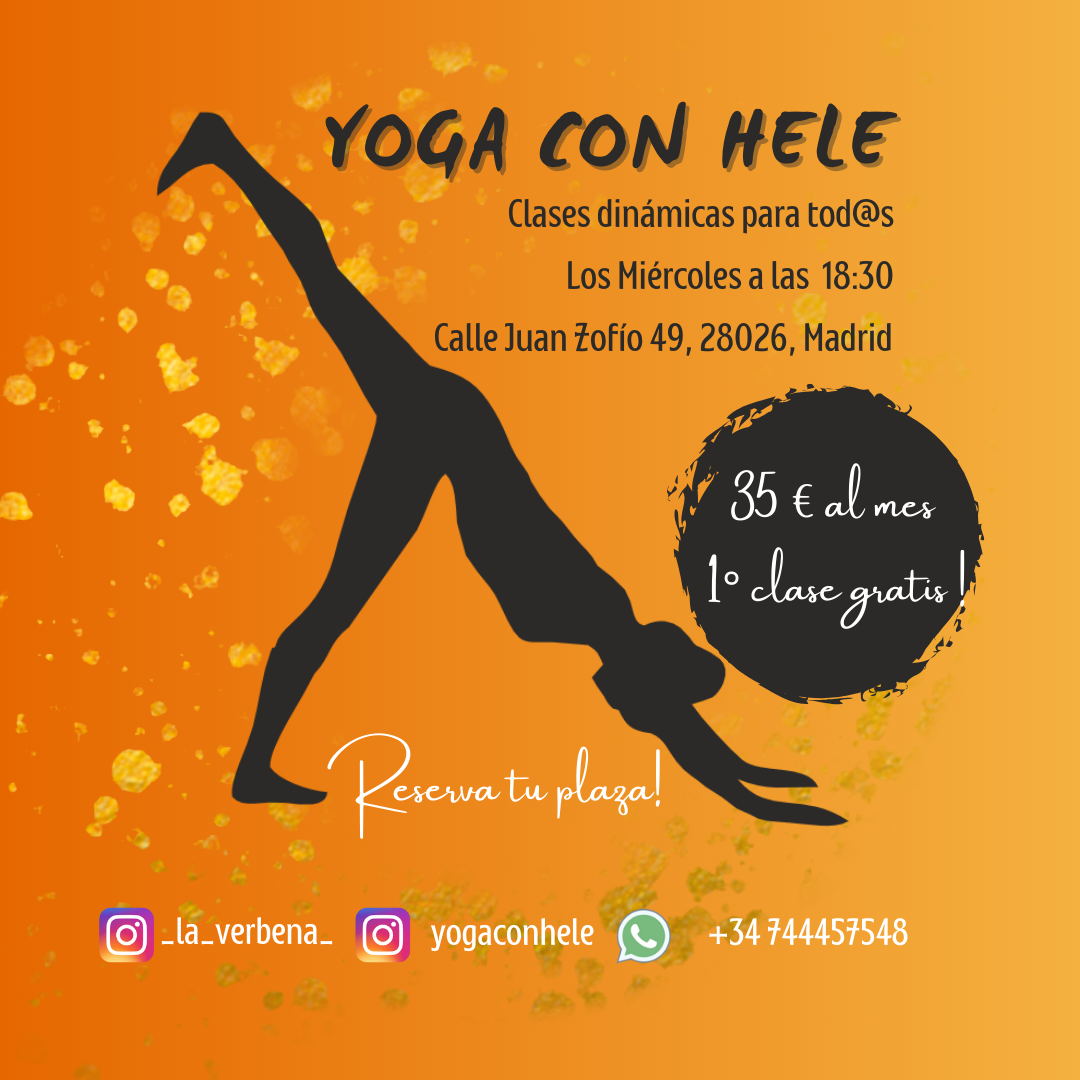 YOGA CON HELE
Clases dinámicas para tod@s
Los Miércoles a las 18:30
Calle Juan Zofío 49, 28026, Madrid
35 € al mes
1º clase gratis !
Reserva tu plaza!
_la_verbena_ yogaconhele +34 744457548